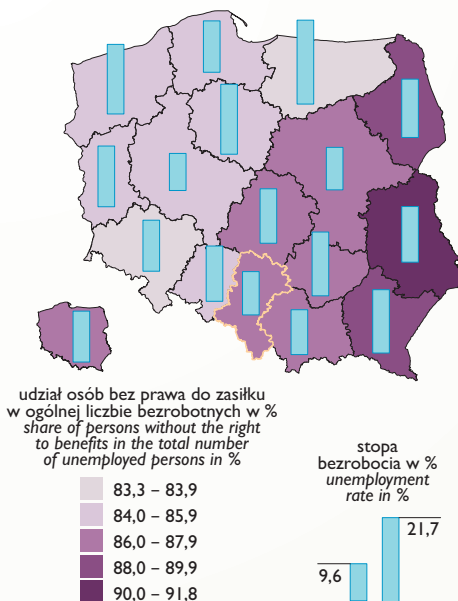 udział osób bez prawa do zasiłku
w ogólnej liczbie bezrobotnych w %
share of persons without the right
to benefits in the total number
of unemployed persons in %
83,3 – 83,9
84,0 – 85,9
86,0 – 87,9
88,0 – 89,9
90,0 – 91,8
stopa
bezrobocia w %
unemployment
rate in %
21,7
9,6